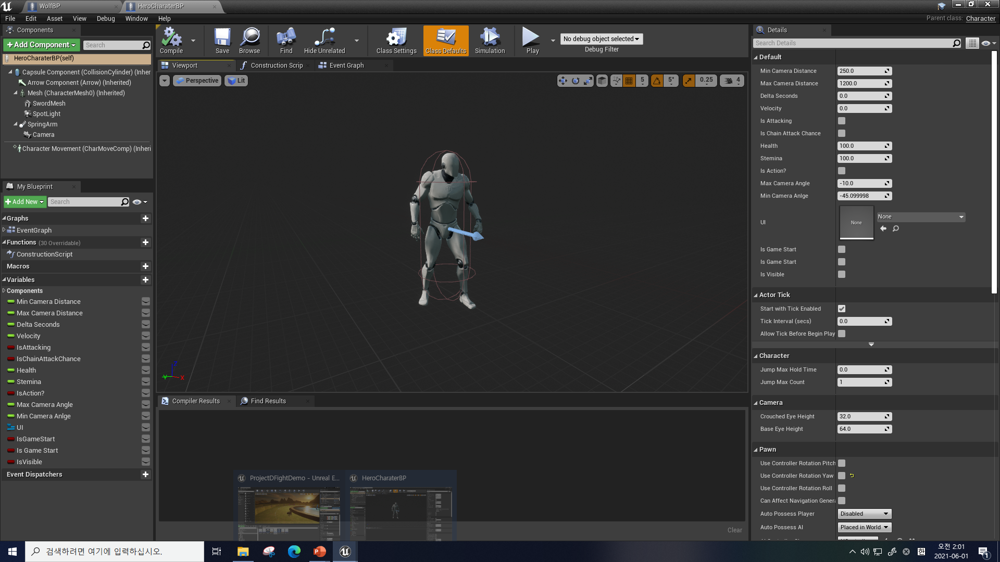 WolfBP
HeroCharaterBP
File Edit Asset View Debug Window Help
Parent class: Character
Components
+Add Component
Search
HeroCharaterBP(self)
Capsule Component (CollisionCylinder) (Inher
Arrow Component (Arrow) (Inherited)
Mesh (CharacterMesh0) (Inherited)
SwordMesh
SpotLight
SpringArm
Camera
Character Movement (CharMoveComp) (Inheri
My Blueprint
+Add New
Search
Graphs
EventGraph
Functions (30 Overridable)
ConstructionScript
Macros
Variables
Components
Min Camera Distance
Max Camera Distance
Delta Seconds
Velocity
IsAttacking
IsChainAttackChance
Health
Stemina
IsAction?
Max Camera Angle
Min Camera Anlge
UI
IsGameStart
Is Game Start
IsVisible
Event Dispatchers
Compile
Save
Browse
Find
Hide Unrelated
Class Settings
Class Defaults
Simulation
Play
No debug object selected
Debug Filter
Viewport
Construction Scrip
Event Graph
Perspective
Lit
5
5°
0.25
4
Z
Y
X
Compiler Results
Find Results
ProjectDFightDemo - Unreal E...
HeroCharaterBP
Clear
Details
Search Details
Default
Min Camera Distance 250.0
Max Camera Distance 1200.0
Delta Seconds 0.0
Velocity 0.0
Is Attacking
Is Chain Attack Chance
Health 100.0
Stemina 100.0
Is Action?
Max Camera Angle -10.0
Min Camera Anlge -45.099998
UI
None
None
Is Game Start
Is Game Start
Is Visible
Actor Tick
Start with Tick Enabled
Tick Interval (secs) 0.0
Allow Tick Before Begin Play
Character
Jump Max Hold Time 0.0
Jump Max Count 1
Camera
Crouched Eye Height 32.0
Base Eye Height 64.0
Pawn
Use Controller Rotation Pitch
Use Controller Rotation Yaw
Use Controller Rotation Roll
Can Affect Navigation Genera
Auto Possess Player Disabled
Auto Possess AI Placed in World
검색하려면 여기에 입력하십시오.
한
오전 2:01
2021-06-01
1